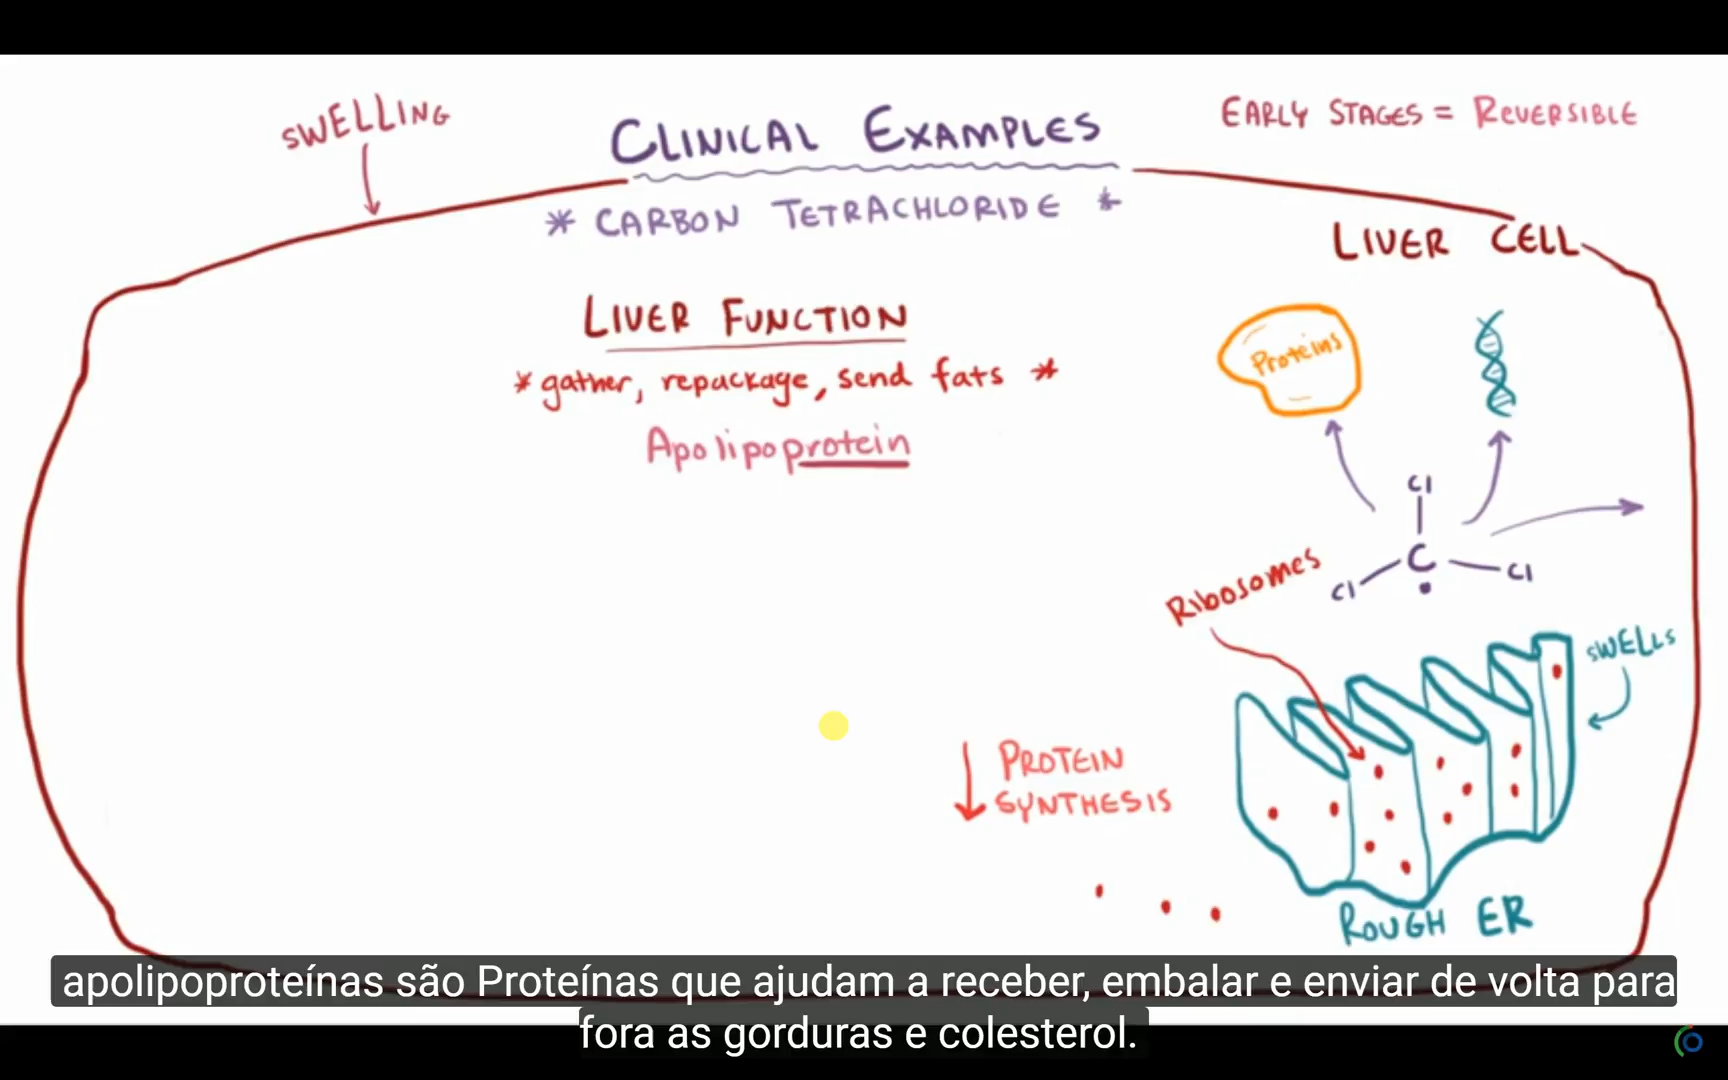 SWELLING
CLINICAL EXAMPLES
EARLY STAGES = REVERSIBLE
* CARBON TETRACHLORIDE *
LIVER CELL
LIVER FUNCTION
* gather, repackage, send fats *
Apolipoprotein
Proteins
Cl
C
Cl
Cl
Ribosomes
SWELLS
↓ PROTEIN
SYNTHESIS
ROUGH ER
apolipoproteínas são Proteínas que ajudam a receber, embalar e enviar de volta para
fora as gorduras e colesterol.